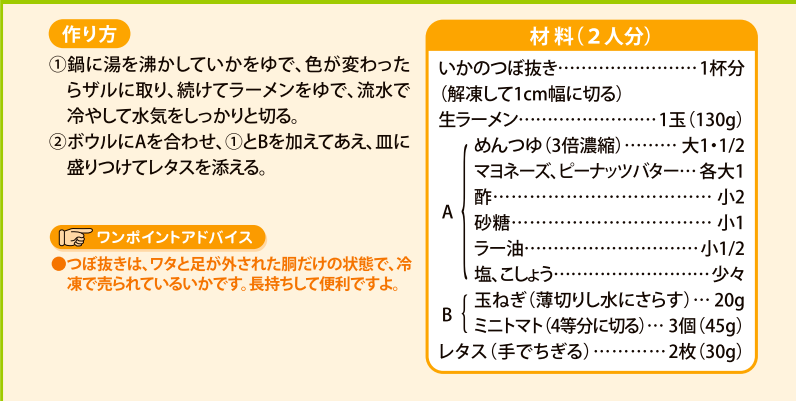 作り方
①鍋に湯を沸かしていかをゆで、色が変わった
らザルに取り、続けてラーメンをゆで、流水で
冷やして水気をしっかりと切る。
②ボウルにAを合わせ、①とBを加えてあえ、皿に
盛りつけてレタスを添える。
ワンポイントアドバイス
●つぼ抜きは、ワタと足が外された胴だけの状態で、冷
凍で売られているいかです。長持ちして便利ですよ。
材料（２人分）
いかのつぼ抜き……………………1杯分
（解凍して1cm幅に切る）
生ラーメン……………………1玉（130g）
A
めんつゆ（3倍濃縮）………大1・1/2
マヨネーズ、ピーナッツバター…各大1
酢…………………………………小2
砂糖………………………………小1
ラー油…………………………小1/2
塩、こしょう………………………少々
B
玉ねぎ（薄切りし水にさらす）…20g
ミニトマト（4等分に切る）…3個（45g）
レタス（手でちぎる）…………2枚（30g）